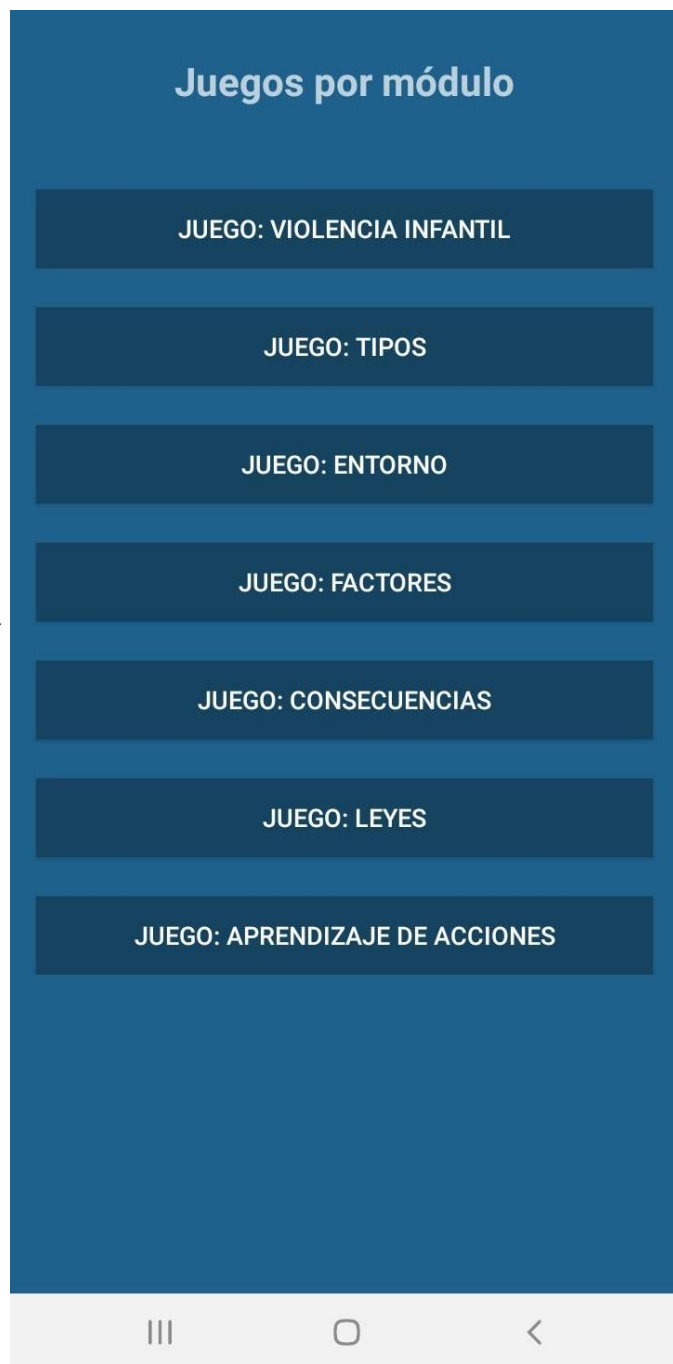 Juegos por módulo
JUEGO: VIOLENCIA INFANTIL
JUEGO: TIPOS
JUEGO: ENTORNO
JUEGO: FACTORES
JUEGO: CONSECUENCIAS
JUEGO: LEYES
JUEGO: APRENDIZAJE DE ACCIONES